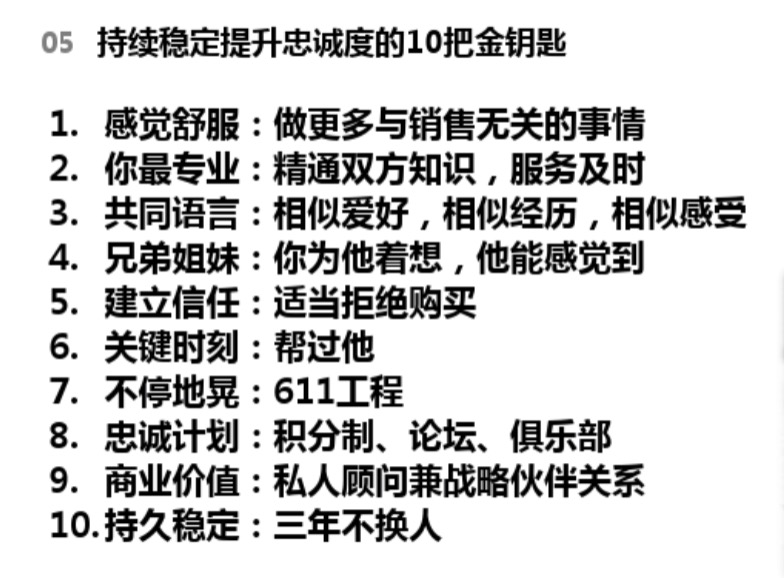 05 持续稳定提升忠诚度的10把金钥匙
1. 感觉舒服：做更多与销售无关的事情
2. 你最专业：精通双方知识，服务及时
3. 共同语言：相似爱好，相似经历，相似感受
4. 兄弟姐妹：你为他着想，他能感觉到
5. 建立信任：适当拒绝购买
6. 关键时刻：帮过他
7. 不停地晃：611工程
8. 忠诚计划：积分制、论坛、俱乐部
9. 商业价值：私人顾问兼战略伙伴关系
10.持久稳定：三年不换人